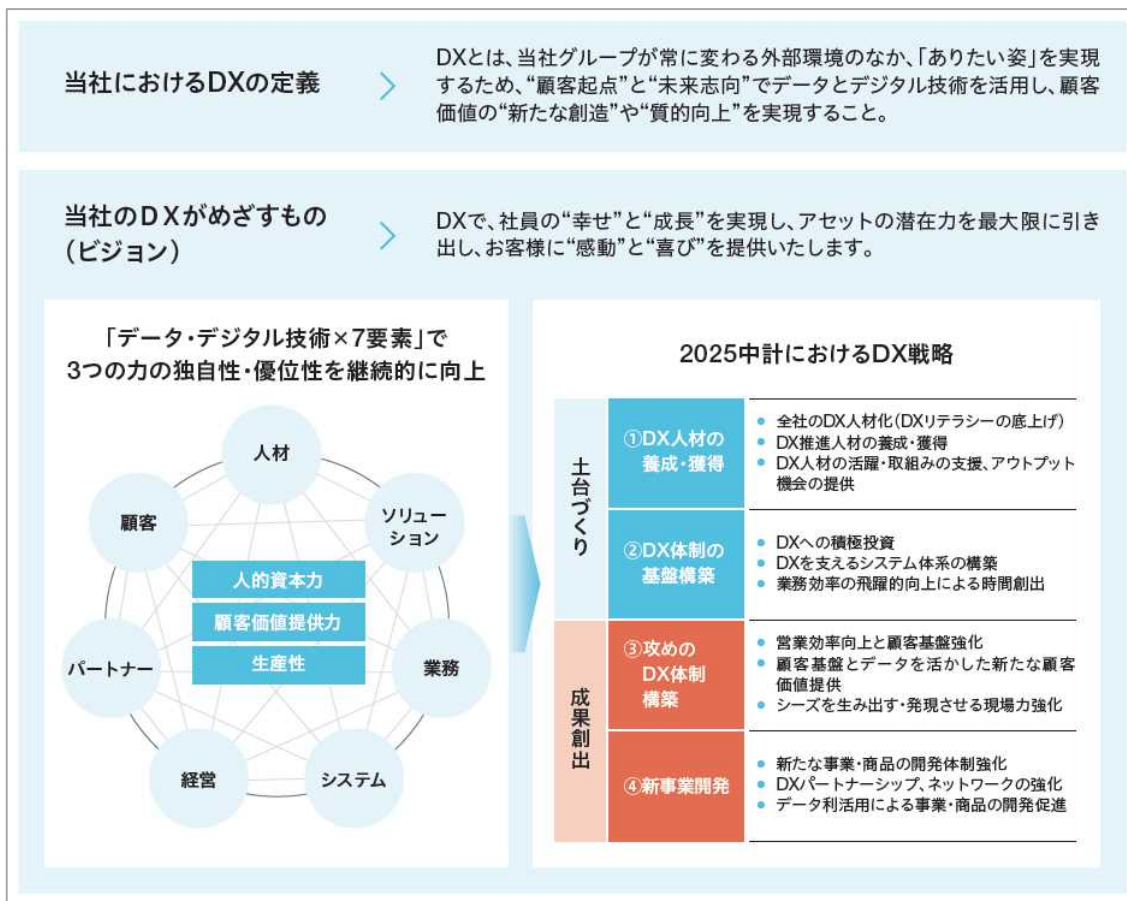 当社におけるDXの定義
DXとは、当社グループが常に変わる外部環境のなか、「ありたい姿」を実現
するため、“顧客起点”と“未来志向”でデータとデジタル技術を活用し、顧客
価値の“新たな創造”や“質的向上”を実現すること。
当社のDXがめざすもの
（ビジョン）
DXで、社員の“幸せ”と“成長”を実現し、アセットの潜在力を最大限に引き
出し、お客様に“感動”と“喜び”を提供いたします。
「データ・デジタル技術×7要素」で
3つの力の独自性・優位性を継続的に向上
人材
ソリュー
ション
業務
システム
経営
パートナー
顧客
人的資本力
顧客価値提供力
生産性
2025中計におけるDX戦略
土台づくり
①DX人材の
養成・獲得
● 全社のDX人材化（DXリテラシーの底上げ）
● DX推進人材の養成・獲得
● DX人材の活躍・取組みの支援、アウトプット
機会の提供
②DX体制の
基盤構築
● DXへの積極投資
● DXを支えるシステム体系の構築
● 業務効率の飛躍的向上による時間創出
成果創出
③攻めの
DX体制
構築
● 営業効率向上と顧客基盤強化
● 顧客基盤とデータを活かした新たな顧客
価値提供
● シーズを生み出す・発現させる現場力強化
④新事業開発
● 新たな事業・商品の開発体制強化
● DXパートナーシップ、ネットワークの強化
● データ利活用による事業・商品の開発促進